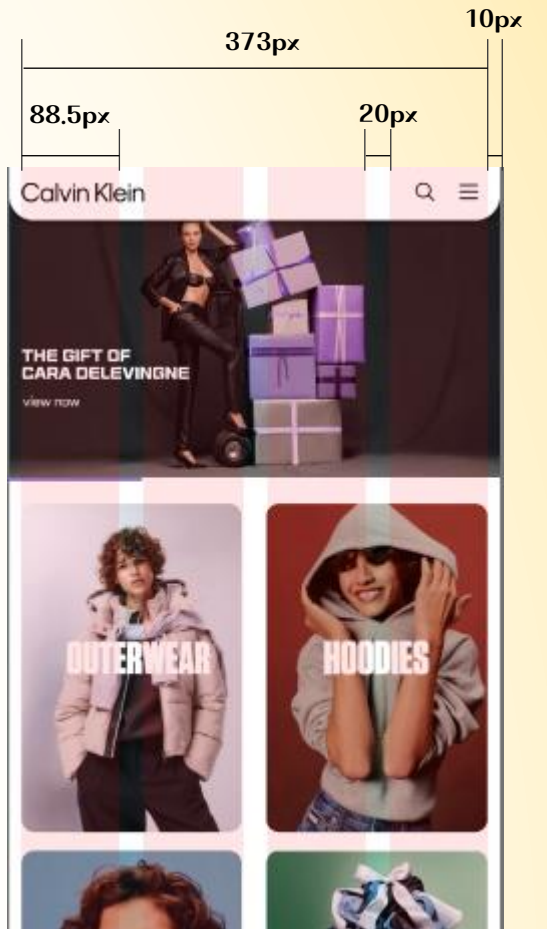 10px
373px
88.5px
20px
Calvin Klein
THE GIFT OF
CARA DELEVINGNE
view now
OUTERWEAR
HOODIES